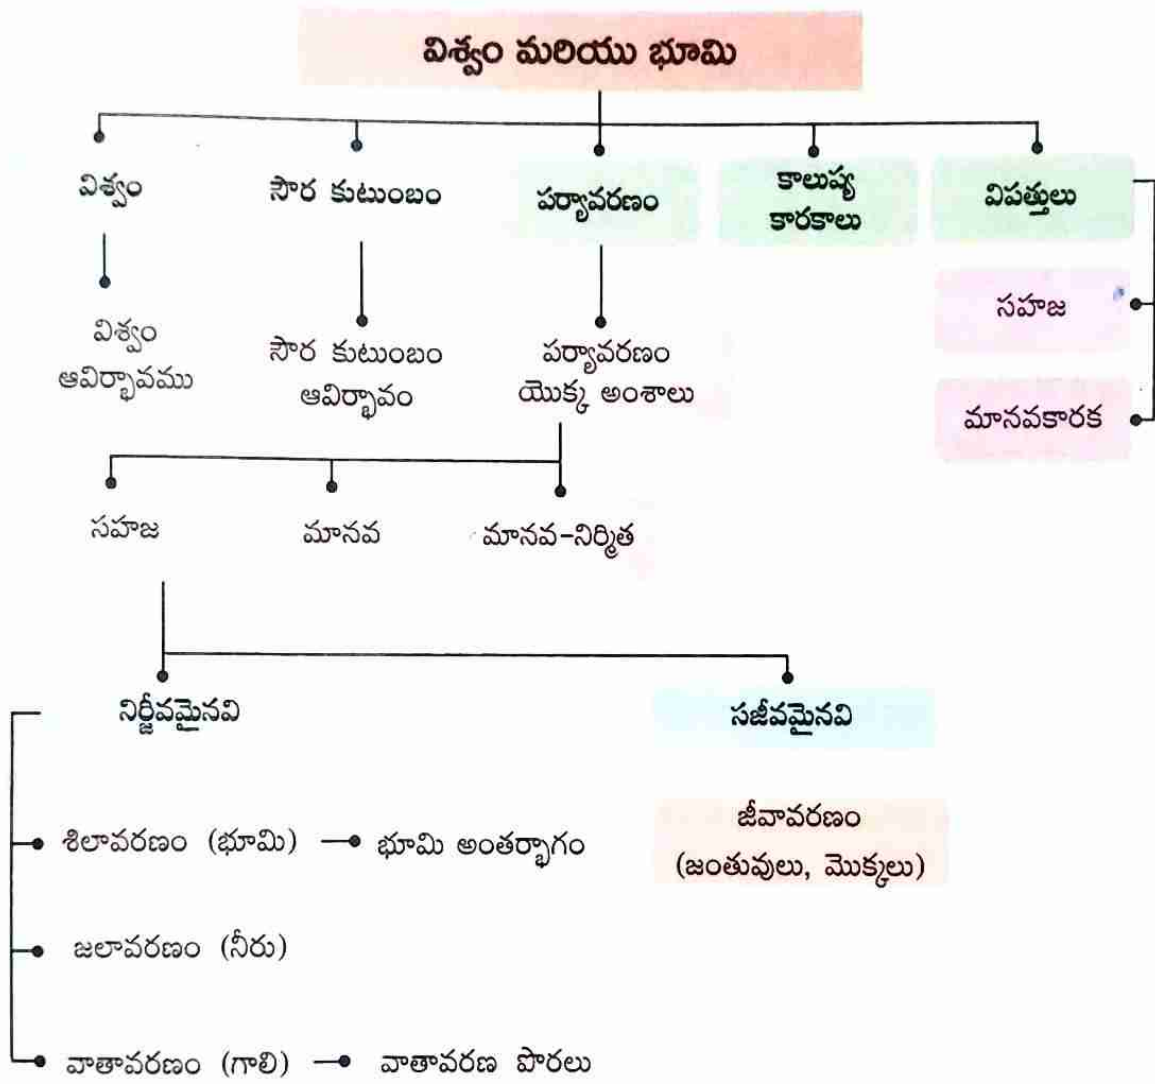 విశ్వం మరియు భూమి
విశ్వం
సౌర కుటుంబం
పర్యావరణం
కాలుష్య
కారకాలు
విపత్తులు
సహజ
మానవకారక
విశ్వం
ఆవిర్భావము
సౌర కుటుంబం
ఆవిర్భావం
పర్యావరణం
యొక్క అంశాలు
సహజ
మానవ
మానవ-నిర్మిత
నిర్జీవమైనవి
సజీవమైనవి
శిలావరణం (భూమి)
భూమి అంతర్భాగం
జీవావరణం
(జంతువులు, మొక్కలు)
జలావరణం (నీరు)
వాతావరణం (గాలి)
వాతావరణ పొరలు